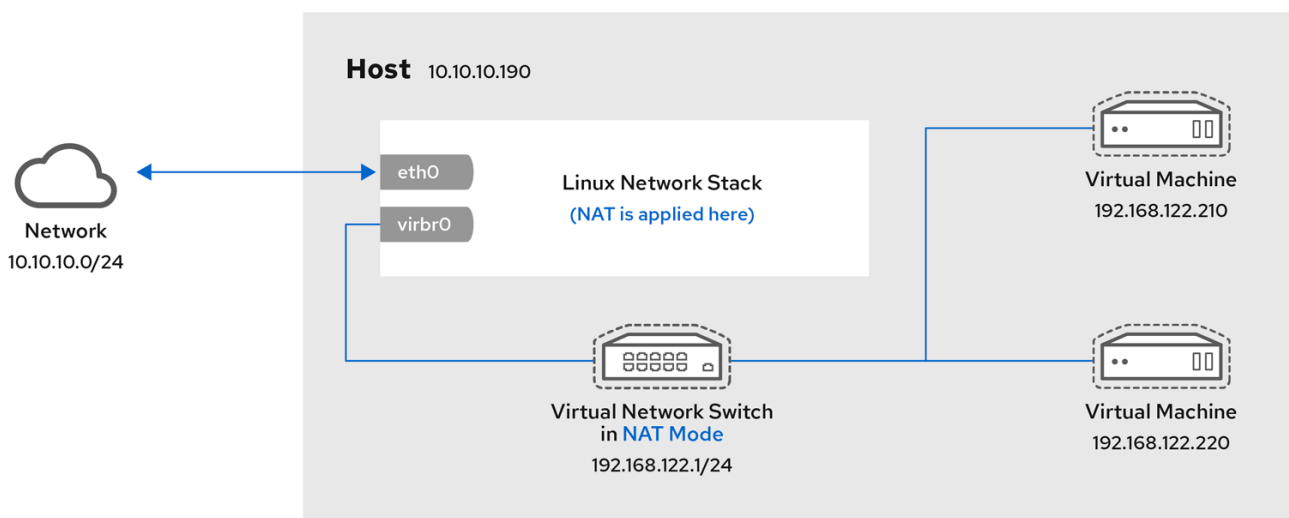 Host 10.10.10.190
eth0
Linux Network Stack
(NAT is applied here)
virbr0
Network
10.10.10.0/24
Virtual Machine
192.168.122.210
Virtual Network Switch
in NAT Mode
192.168.122.1/24
Virtual Machine
192.168.122.220